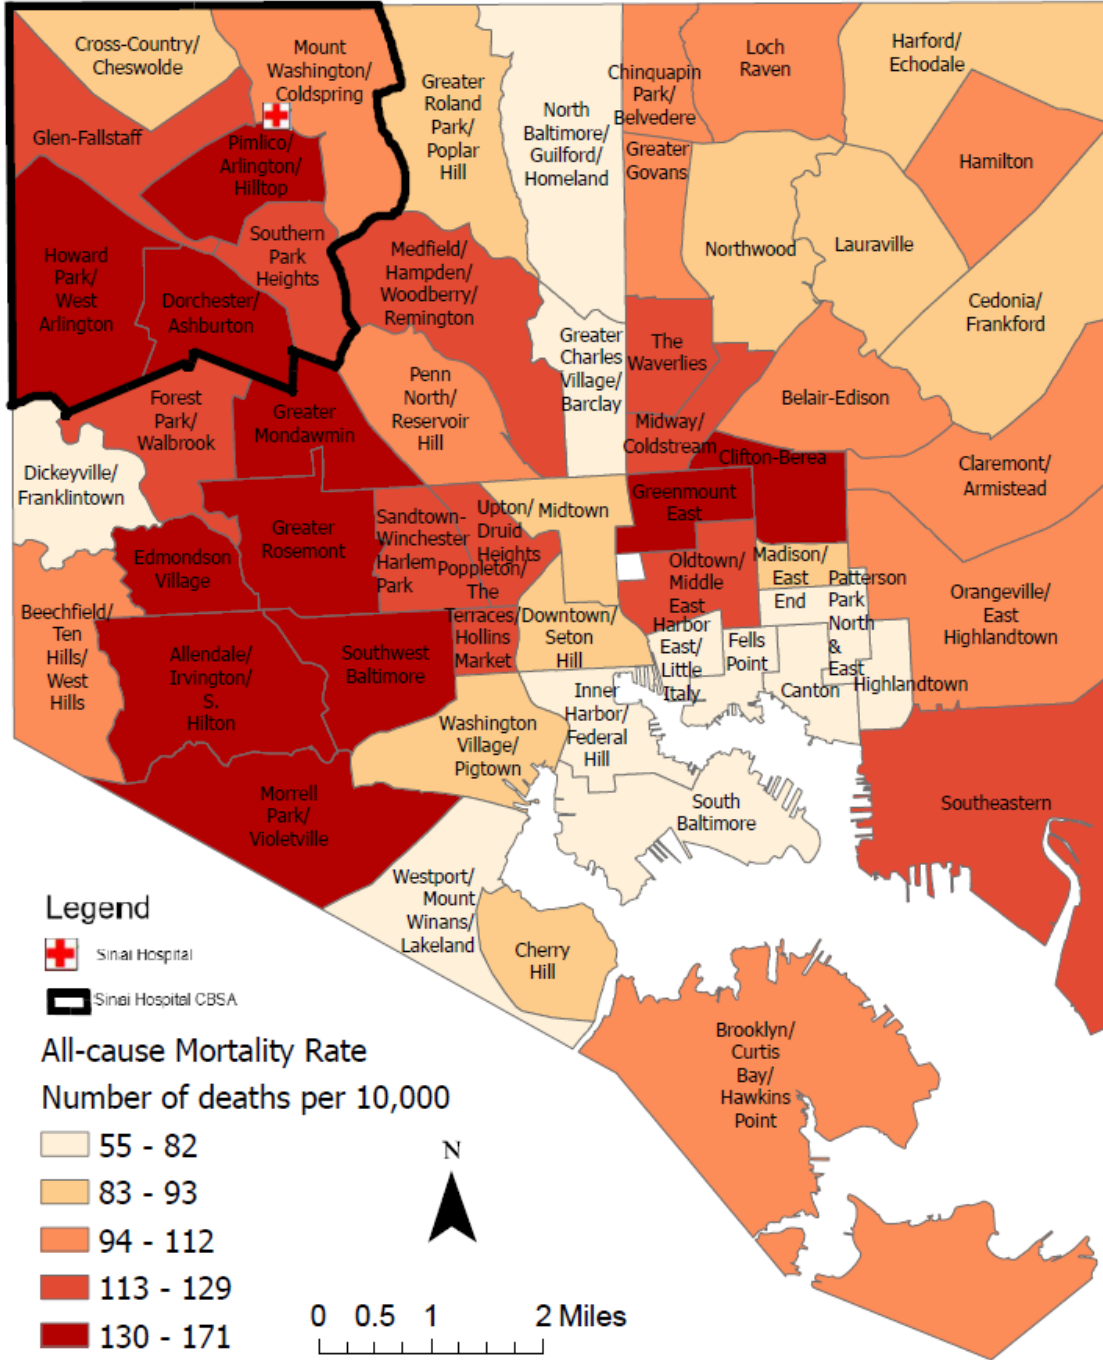 Cross-Country/
Cheswolde
Mount
Washington/
Coldspring
Greater
Roland
Park/
Poplar
Hill
North
Baltimore/
Guilford/
Homeland
Chinquapin
Park/
Belvedere
Loch
Raven
Harford/
Echodale
Glen-Fallstaff
Pimlico/
Arlington/
Hilltop
Greater
Govans
Hamilton
Howard
Park/
West
Arlington
Southern
Park
Heights
Dorchester/
Ashburton
Medfield/
Hampden/
Woodberry/
Remington
Northwood
Lauraville
Cedonia/
Frankford
Greater
Charles
Village/
Barclay
The
Waverlies
Forest
Park/
Walbrook
Greater
Mondawmin
Penn
North/
Reservoir
Hill
Belair-Edison
Midway/
Coldstream
Clifton-Berea
Claremont/
Armistead
Dickeyville/
Franklintown
Greenmount
East
Edmondson
Village
Greater
Rosemont
Sandtown-
Winchester
Harlem
Park
Upton/
Druid
Heights
Midtown
Poppleton/
The
Terraces/
Hollins
Market
Oldtown/
Middle
East
Madison/
East
End
Patterson
Park
North
&
East
Orangeville/
East
Highlandtown
Beechfield/
Ten
Hills/
West
Hills
Allendale/
Irvington/
S.
Hilton
Southwest
Baltimore
Downtown/
Seton
Hill
Harbor
East/
Little
Italy
Fells
Point
Canton
Highlandtown
Inner
Harbor/
Federal
Hill
Washington
Village/
Pigtown
Morrell
Park/
Violetville
South
Baltimore
Southeastern
Westport/
Mount
Winans/
Lakeland
Cherry
Hill
Brooklyn/
Curtis
Bay/
Hawkins
Point
Legend
Sinai Hospital
Sinai Hospital CBSA
All-cause Mortality Rate
Number of deaths per 10,000
55 - 82
83 - 93
94 - 112
113 - 129
130 - 171
N
0 0.5 1 2 Miles